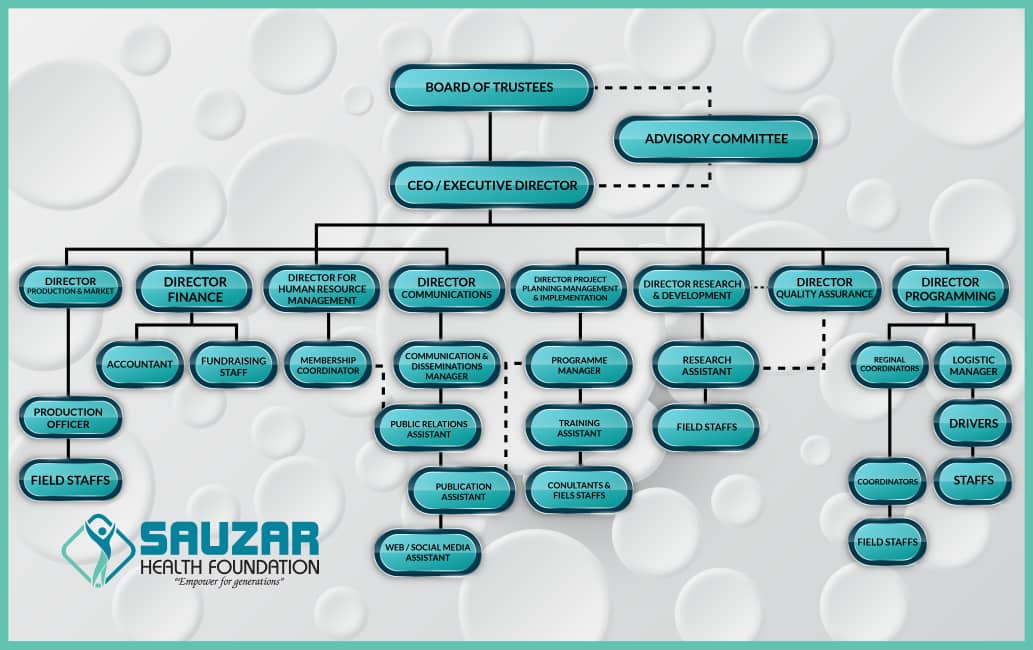 BOARD OF TRUSTEES
ADVISORY COMMITTEE
CEO / EXECUTIVE DIRECTOR
DIRECTOR
PRODUCTION & MARKET
DIRECTOR
FINANCE
DIRECTOR FOR
HUMAN RESOURCE
MANAGEMENT
DIRECTOR
COMMUNICATIONS
DIRECTOR PROJECT
PLANNING MANAGEMENT
& IMPLEMENTATION
DIRECTOR RESEARCH
& DEVELOPMENT
DIRECTOR
QUALITY ASSURANCE
DIRECTOR
PROGRAMMING
ACCOUNTANT
FUNDRAISING
STAFF
MEMBERSHIP
COORDINATOR
COMMUNICATION &
DISSEMINATIONS
MANAGER
PROGRAMME
MANAGER
RESEARCH
ASSISTANT
REGINAL
COORDINATORS
LOGISTIC
MANAGER
PRODUCTION
OFFICER
PUBLIC RELATIONS
ASSISTANT
TRAINING
ASSISTANT
FIELD STAFFS
DRIVERS
FIELD STAFFS
PUBLICATION
ASSISTANT
CONULTANTS &
FIELS STAFFS
COORDINATORS
STAFFS
WEB / SOCIAL MEDIA
ASSISTANT
FIELD STAFFS
SAUZAR
HEALTH FOUNDATION
"Empower for generations"